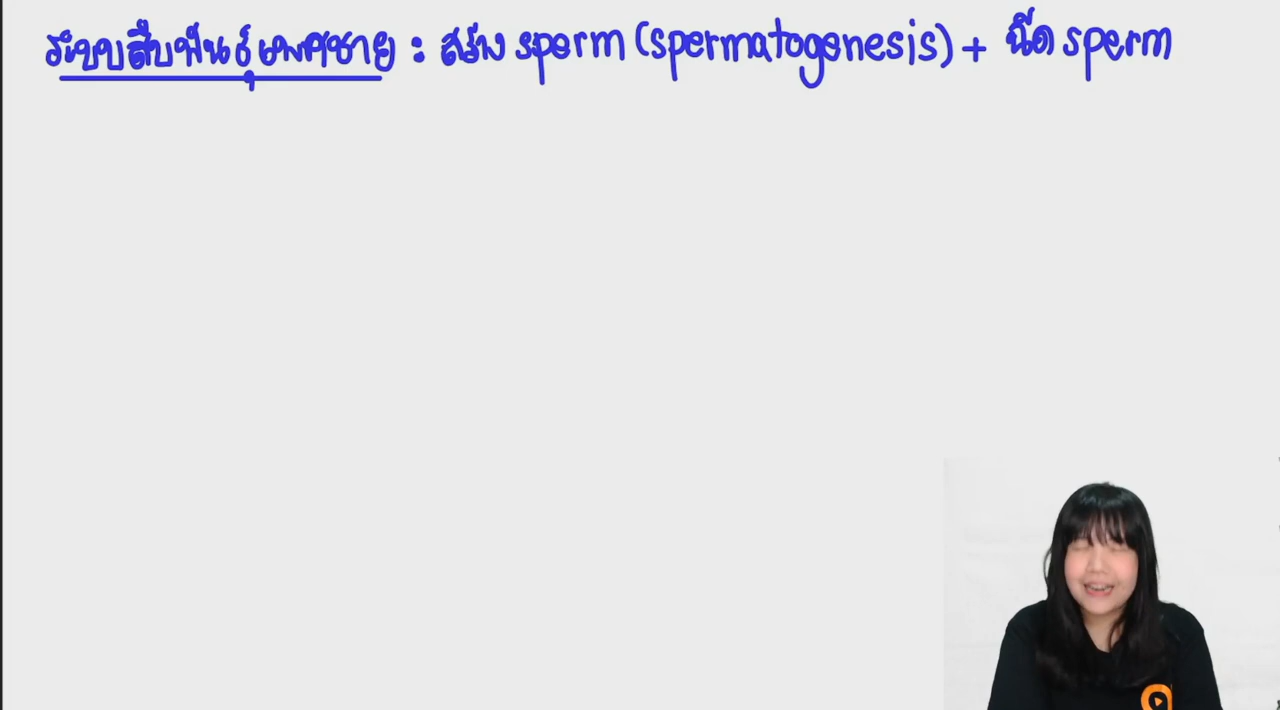 ระบบสืบพันธุ์เพศชาย : สร้าง sperm (spermatogenesis) + ฉีด sperm